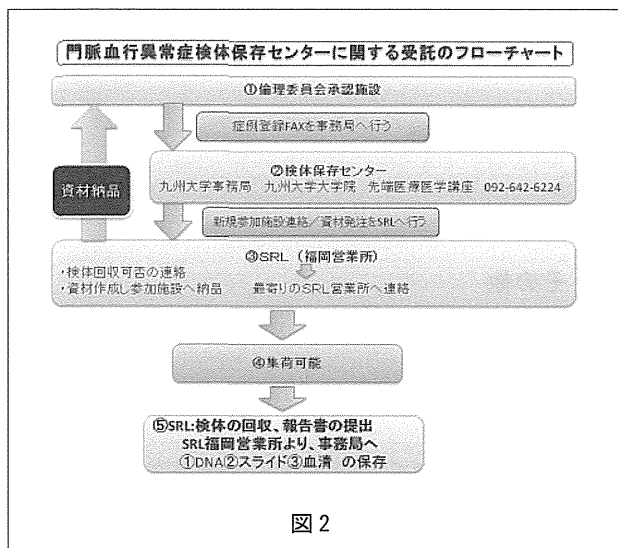 門脈血行異常症検体保存センターに関する受託のフローチャート
①倫理委員会承認施設
症例登録FAXを事務局へ行う
資材納品
②検体保存センター
九州大学事務局 九州大学大学院 先端医療医学講座 092-642-6224
新規参加施設連絡／資材発注をSRLへ行う
③SRL（福岡営業所）
・検体回収可否の連絡
・資材作成し参加施設へ納品 最寄りのSRL営業所へ連絡
④集荷可能
⑤SRL:検体の回収、報告書の提出
SRL福岡営業所より、事務局へ
①DNA②スライド③血清 の保存
図2